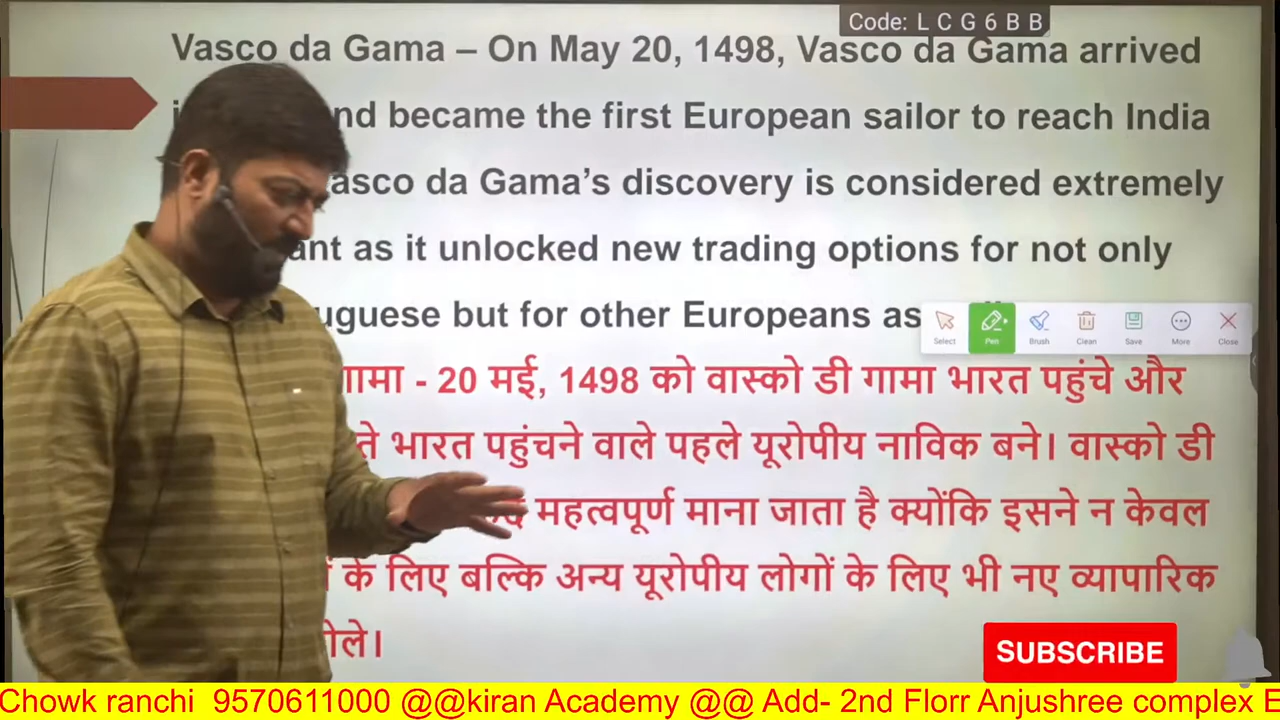 Code: L C G 6 B B
Vasco da Gama – On May 20, 1498, Vasco da Gama arrived
and became the first European sailor to reach India
Vasco da Gama's discovery is considered extremely
as it unlocked new trading options for not only
but for other Europeans as
Select Pen Brush Clean Save More Close
गामा - 20 मई, 1498 को वास्को डी गामा भारत पहुंचे और
भारत पहुंचने वाले पहले यूरोपीय नाविक बने। वास्को डी
महत्वपूर्ण माना जाता है क्योंकि इसने न केवल
के लिए बल्कि अन्य यूरोपीय लोगों के लिए भी नए व्यापारिक
SUBSCRIBE
Chowk ranchi 9570611000 @@kiran Academy @@ Add- 2nd Florr Anjushree complex E